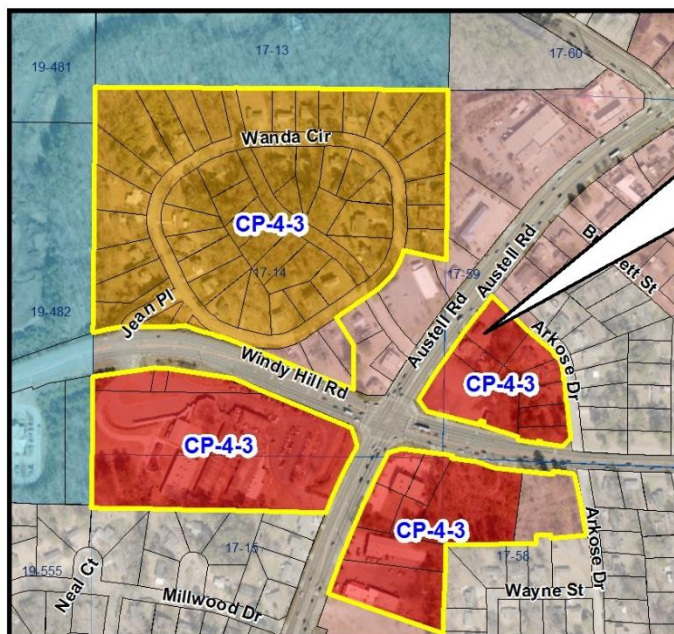 17-13
17-60
19-481
Wanda Cir
CP-4-3
17-14
17-59
Austell Rd
Austell Rd
19-482
Jean Pl
Windy Hill Rd
Arkose Dr
CP-4-3
CP-4-3
CP-4-3
17-15
17-58
19-555
Neal Ct
Millwood Dr
Wayne St
Arkose Dr